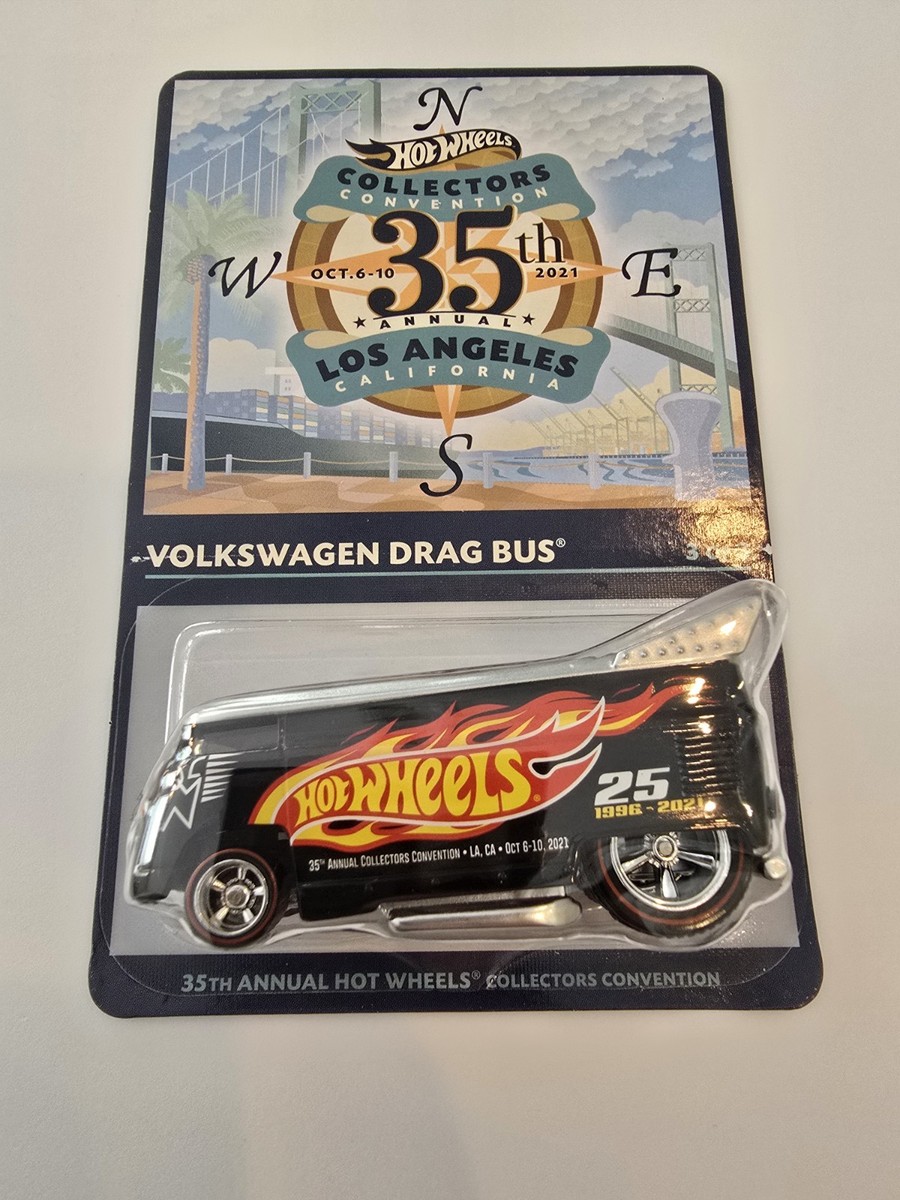 N
HOT WHEELS
COLLECTORS
CONVENTION
35th
W OCT.6-10 2021 E
ANNUAL
LOS ANGELES
CALIFORNIA
S
VOLKSWAGEN DRAG BUS®
HOT WHEELS®
25
1996 - 2021
35TH ANNUAL COLLECTORS CONVENTION • LA, CA • OCT 6-10, 2021
35TH ANNUAL HOT WHEELS® COLLECTORS CONVENTION